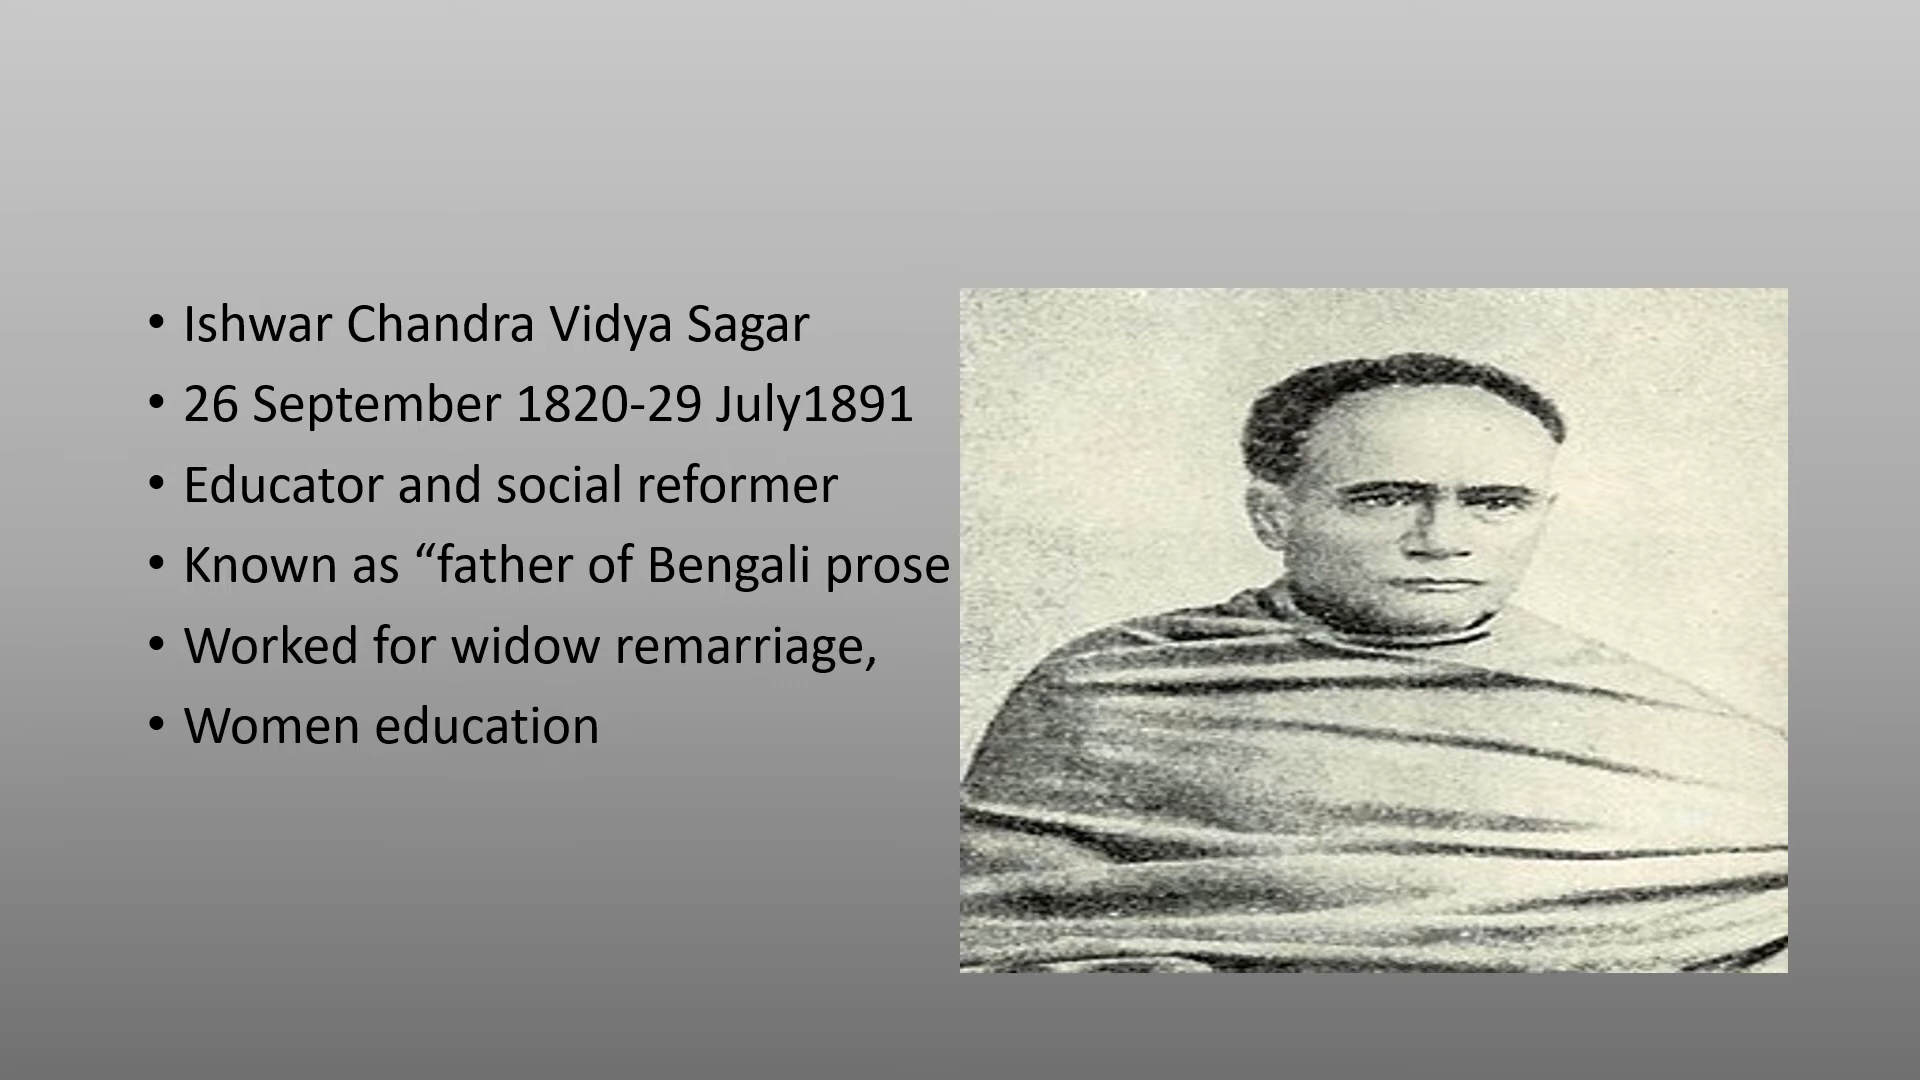 • Ishwar Chandra Vidya Sagar
• 26 September 1820-29 July1891
• Educator and social reformer
• Known as “father of Bengali prose
• Worked for widow remarriage,
• Women education